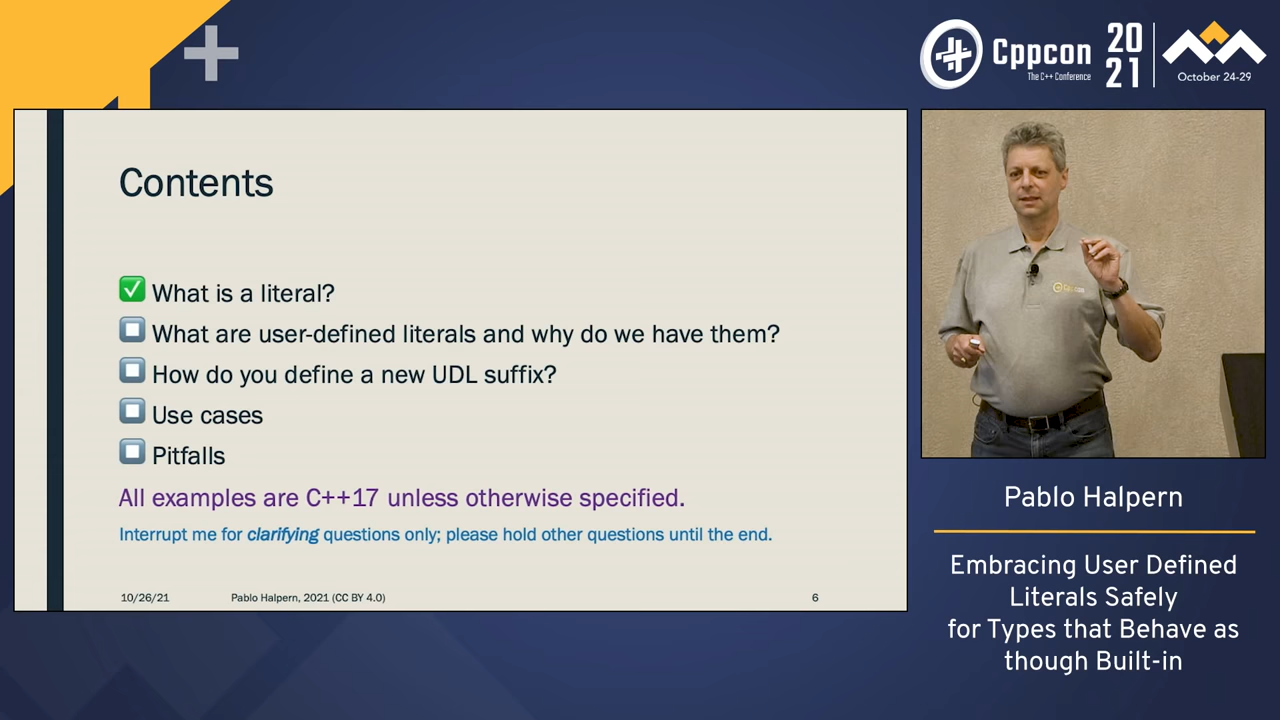 Cppcon
The C++ Conference
20
21
October 24-29
Contents
What is a literal?
What are user-defined literals and why do we have them?
How do you define a new UDL suffix?
Use cases
Pitfalls
All examples are C++17 unless otherwise specified.
Interrupt me for clarifying questions only; please hold other questions until the end.
10/26/21
Pablo Halpern, 2021 (CC BY 4.0)
6
Cppcon
Pablo Halpern
Embracing User Defined
Literals Safely
for Types that Behave as
though Built-in